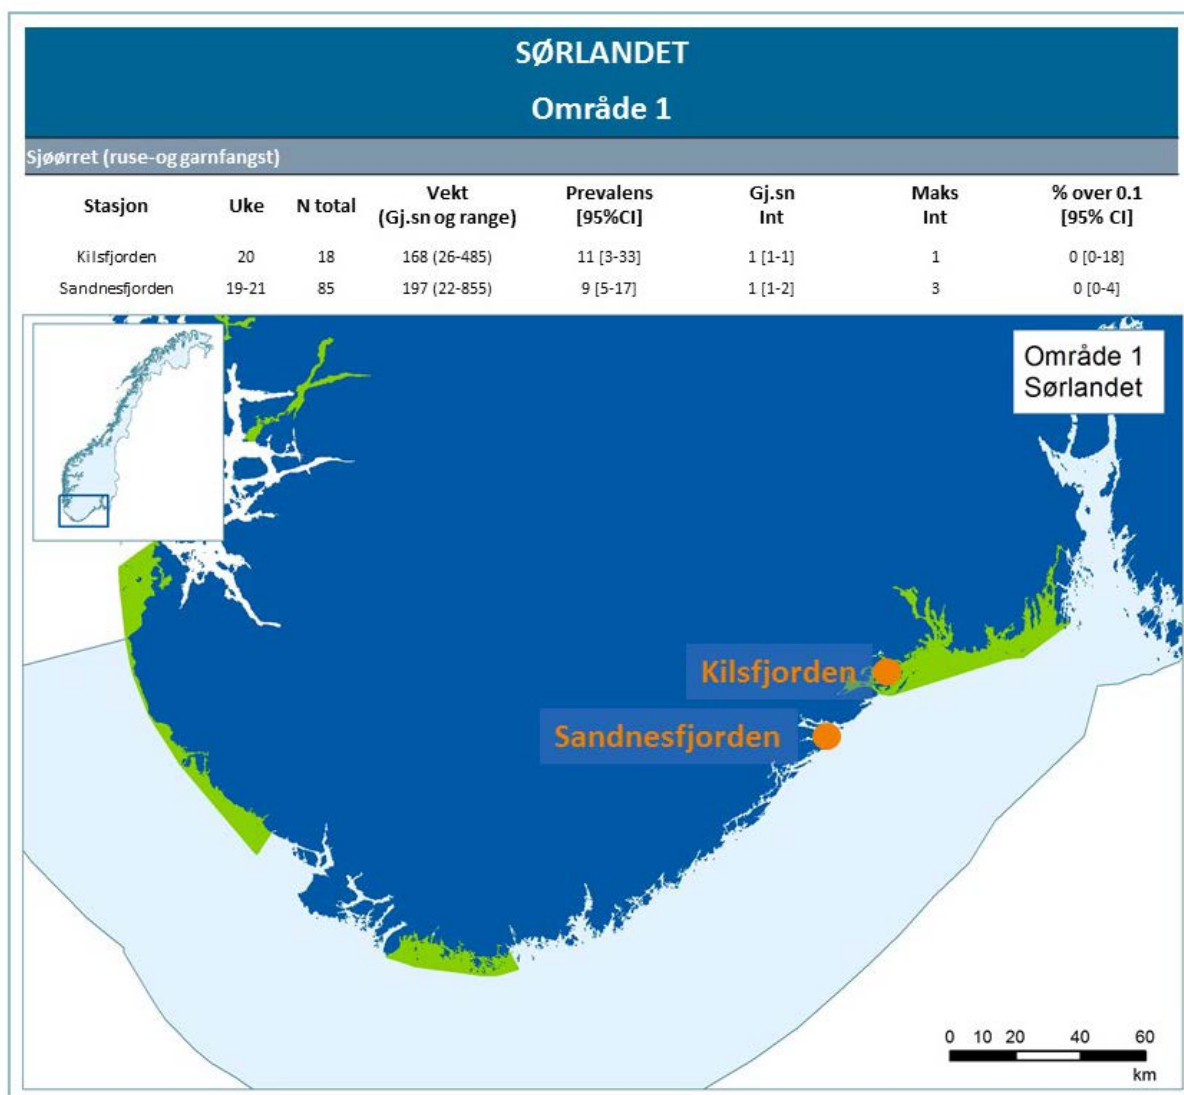 SØRLANDET
Område 1
Sjøørret (ruse-og garnfangst)
Stasjon Uke N total Vekt (Gj.sn og range) Prevalens [95%CI] Gj.sn Int Maks Int % over 0.1 [95% CI]
Kilsfjorden 20 18 168 (26-485) 11 [3-33] 1 [1-1] 1 0 [0-18]
Sandnesfjorden 19-21 85 197 (22-855) 9 [5-17] 1 [1-2] 3 0 [0-4]
Område 1
Sørlandet
Kilsfjorden
Sandnesfjorden
0 10 20 40 60
km